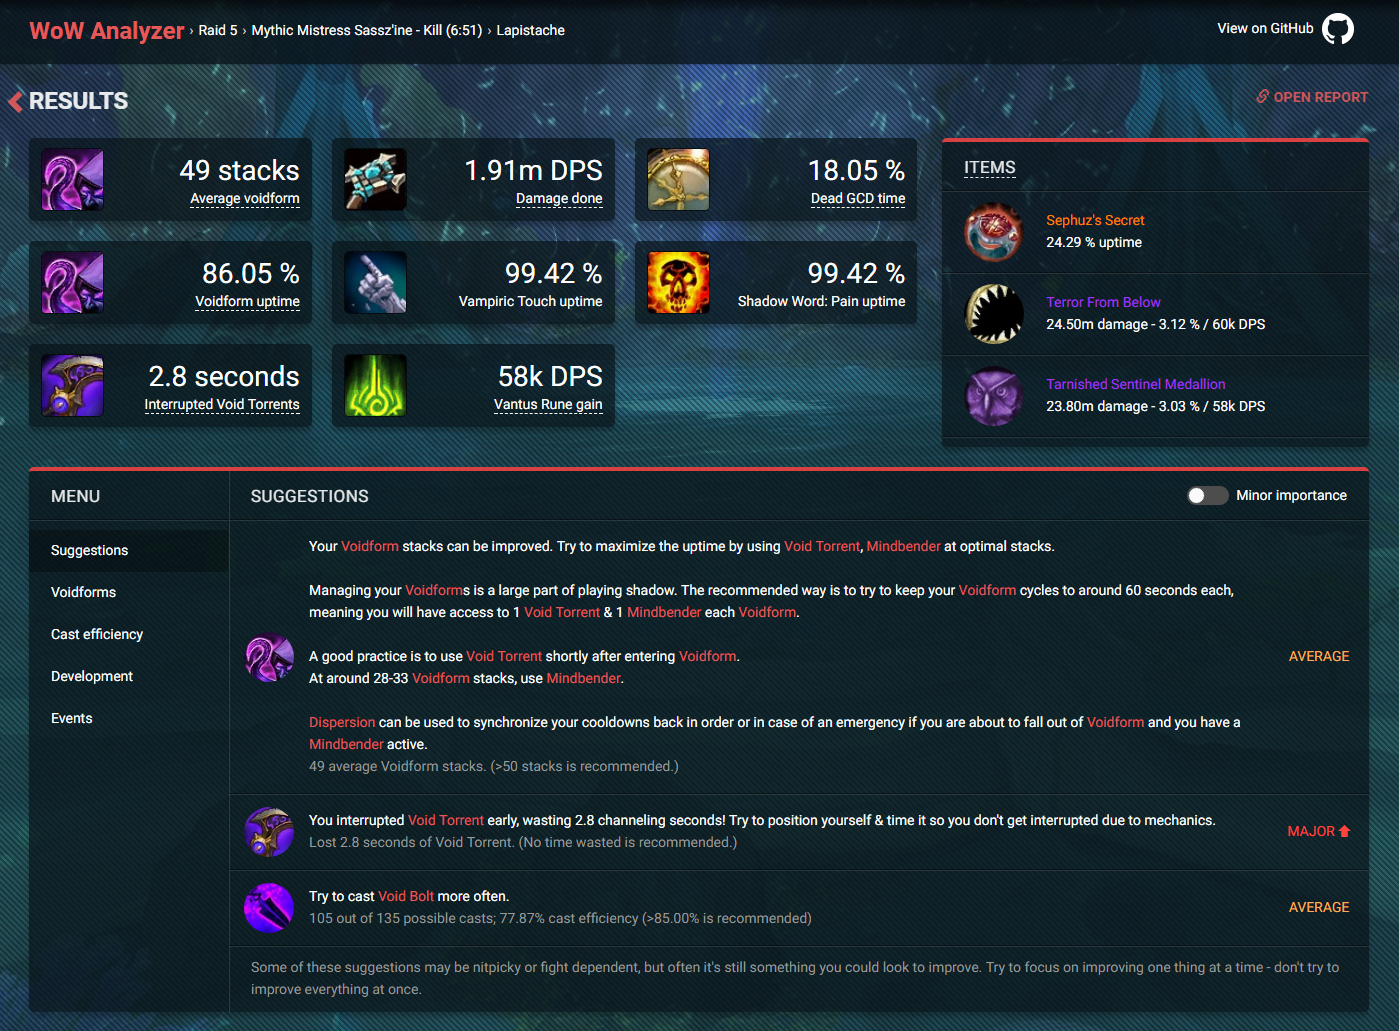 WoW Analyzer › Raid 5 › Mythic Mistress Sassz'ine - Kill (6:51) › Lapistache
View on GitHub
RESULTS
OPEN REPORT
49 stacks
Average voidform
1.91m DPS
Damage done
18.05 %
Dead GCD time
86.05 %
Voidform uptime
99.42 %
Vampiric Touch uptime
99.42 %
Shadow Word: Pain uptime
2.8 seconds
Interrupted Void Torrents
58k DPS
Vantus Rune gain
ITEMS
Sephuz's Secret
24.29 % uptime
Terror From Below
24.50m damage - 3.12 % / 60k DPS
Tarnished Sentinel Medallion
23.80m damage - 3.03 % / 58k DPS
MENU
Suggestions
Voidforms
Cast efficiency
Development
Events
SUGGESTIONS
Minor importance
Your Voidform stacks can be improved. Try to maximize the uptime by using Void Torrent, Mindbender at optimal stacks.
Managing your Voidforms is a large part of playing shadow. The recommended way is to try to keep your Voidform cycles to around 60 seconds each,
meaning you will have access to 1 Void Torrent & 1 Mindbender each Voidform.
A good practice is to use Void Torrent shortly after entering Voidform.
At around 28-33 Voidform stacks, use Mindbender.
Dispersion can be used to synchronize your cooldowns back in order or in case of an emergency if you are about to fall out of Voidform and you have a
Mindbender active.
49 average Voidform stacks. (>50 stacks is recommended.)
AVERAGE
You interrupted Void Torrent early, wasting 2.8 channeling seconds! Try to position yourself & time it so you don't get interrupted due to mechanics.
Lost 2.8 seconds of Void Torrent. (No time wasted is recommended.)
MAJOR
Try to cast Void Bolt more often.
105 out of 135 possible casts; 77.87% cast efficiency (>85.00% is recommended)
AVERAGE
Some of these suggestions may be nitpicky or fight dependent, but often it's still something you could look to improve. Try to focus on improving one thing at a time - don't try to
improve everything at once.